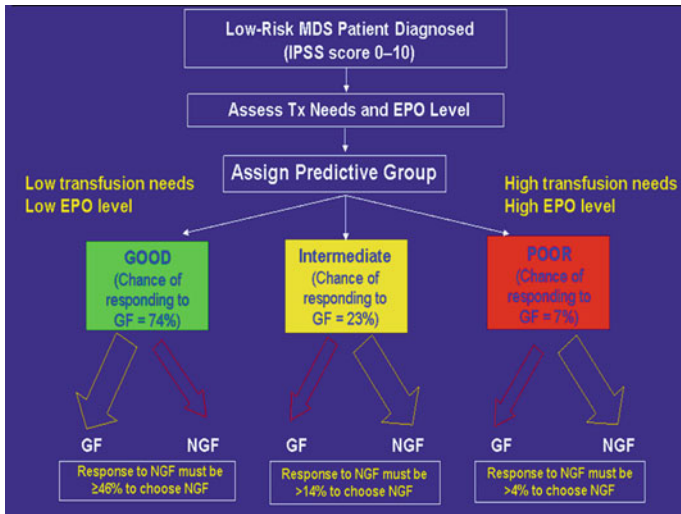 Low-Risk MDS Patient Diagnosed
(IPSS score 0–10)
Assess Tx Needs and EPO Level
Assign Predictive Group
Low transfusion needs
Low EPO level
High transfusion needs
High EPO level
GOOD
(Chance of
responding to
GF = 74%)
Intermediate
(Chance of
responding to
GF = 23%)
POOR
(Chance of
responding to
GF = 7%)
GF
NGF
GF
NGF
GF
NGF
Response to NGF must be
≥46% to choose NGF
Response to NGF must be
>14% to choose NGF
Response to NGF must be
>4% to choose NGF